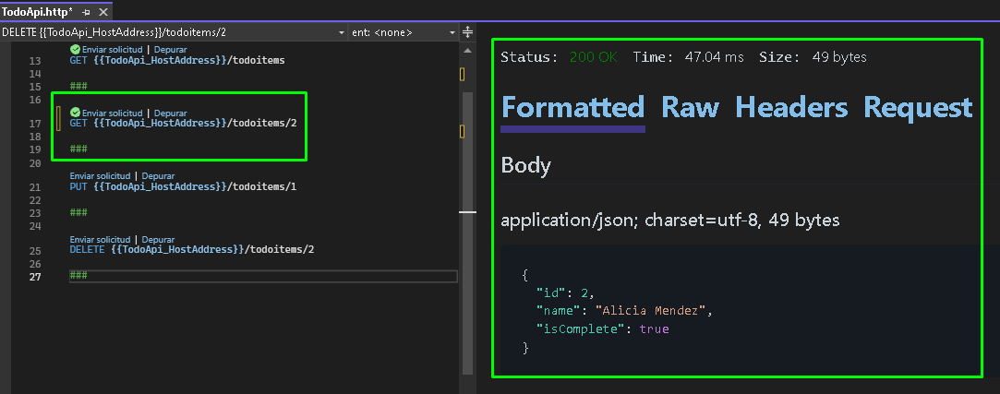 TodoApi.http*
DELETE {{TodoApi_HostAddress}}/todoitems/2
ent: <none>
Enviar solicitud | Depurar
13 GET {{TodoApi_HostAddress}}/todoitems
14
15 ###
16
Enviar solicitud | Depurar
17 GET {{TodoApi_HostAddress}}/todoitems/2
18
19 ###
20
Enviar solicitud | Depurar
21 PUT {{TodoApi_HostAddress}}/todoitems/1
22
23 ###
24
Enviar solicitud | Depurar
25 DELETE {{TodoApi_HostAddress}}/todoitems/2
26
27 ###
Status: 200 OK Time: 47.04 ms Size: 49 bytes
Formatted Raw Headers Request
Body
application/json; charset=utf-8, 49 bytes
{
"id": 2,
"name": "Alicia Mendez",
"isComplete": true
}